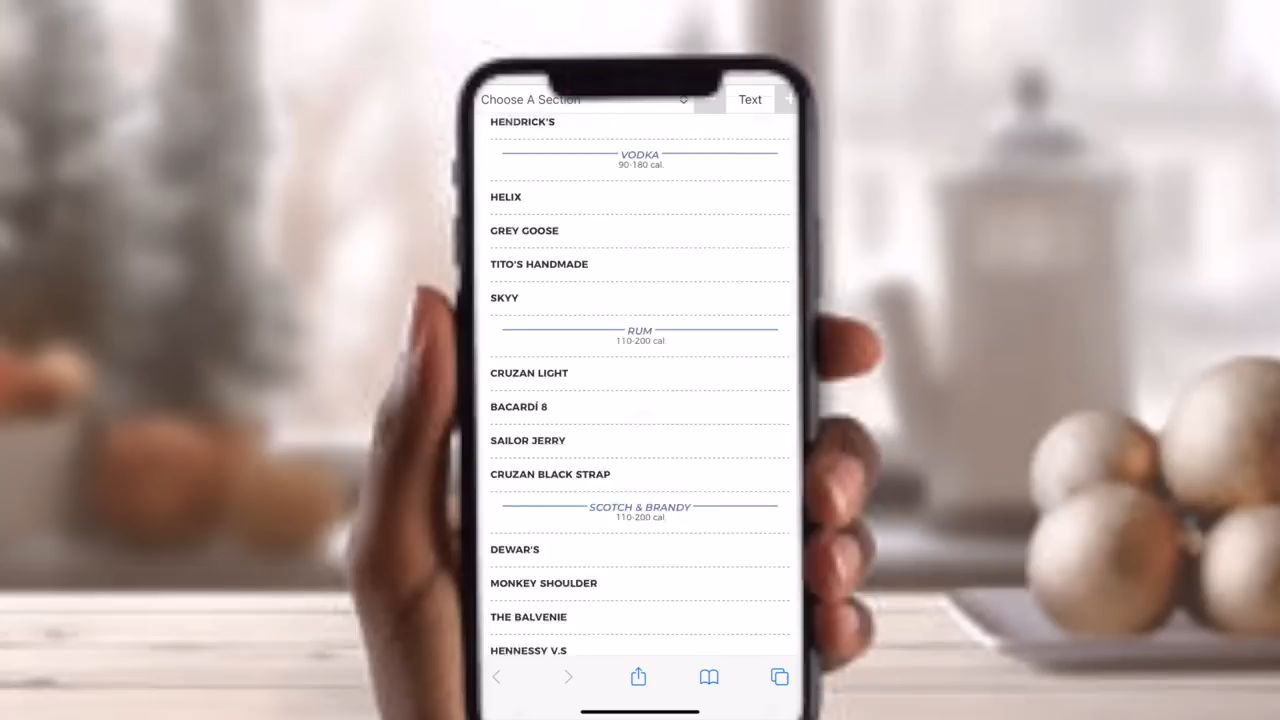 Choose A Section
Text
HENDRICK'S
VODKA
90-180 cal.
HELIX
GREY GOOSE
TITO'S HANDMADE
SKYY
RUM
110-200 cal
CRUZAN LIGHT
BACARDÍ 8
SAILOR JERRY
CRUZAN BLACK STRAP
SCOTCH & BRANDY
110-200 cal
DEWAR'S
MONKEY SHOULDER
THE BALVENIE
HENNESSY V.S